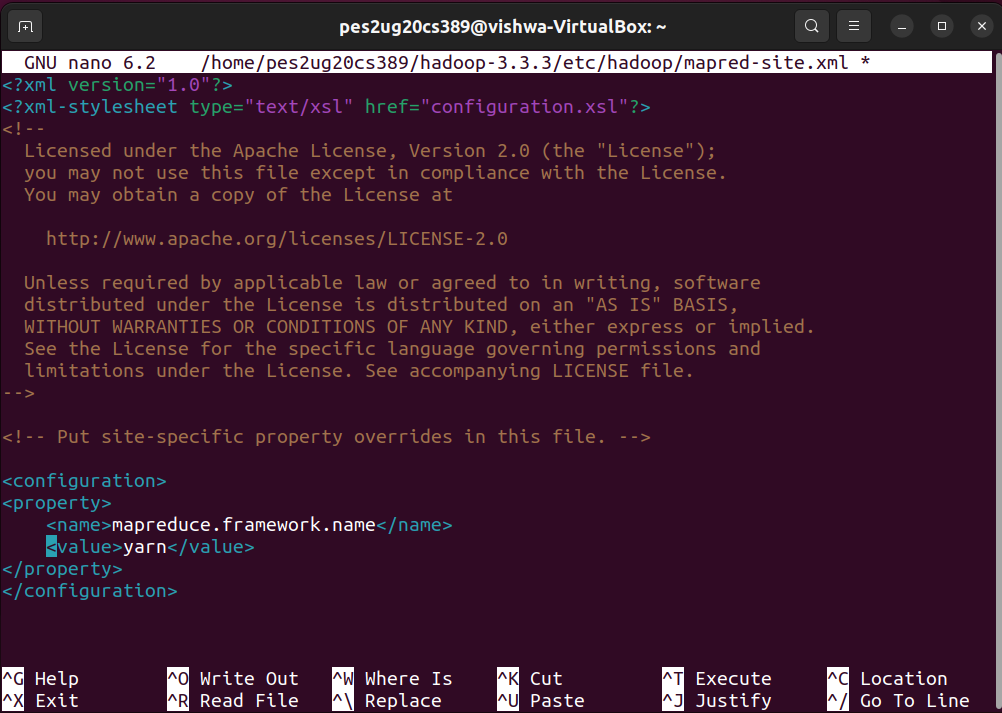 pes2ug20cs389@vishwa-VirtualBox: ~
GNU nano 6.2    /home/pes2ug20cs389/hadoop-3.3.3/etc/hadoop/mapred-site.xml *
<?xml version="1.0"?>
<?xml-stylesheet type="text/xsl" href="configuration.xsl"?>
<!--
  Licensed under the Apache License, Version 2.0 (the "License");
  you may not use this file except in compliance with the License.
  You may obtain a copy of the License at

    http://www.apache.org/licenses/LICENSE-2.0

  Unless required by applicable law or agreed to in writing, software
  distributed under the License is distributed on an "AS IS" BASIS,
  WITHOUT WARRANTIES OR CONDITIONS OF ANY KIND, either express or implied.
  See the License for the specific language governing permissions and
  limitations under the License. See accompanying LICENSE file.
-->

<!-- Put site-specific property overrides in this file. -->

<configuration>
<property>
    <name>mapreduce.framework.name</name>
    <value>yarn</value>
</property>
</configuration>

^G Help ^O Write Out ^W Where Is ^K Cut ^T Execute ^C Location
^X Exit ^R Read File ^\ Replace ^U Paste ^J Justify ^/ Go To Line